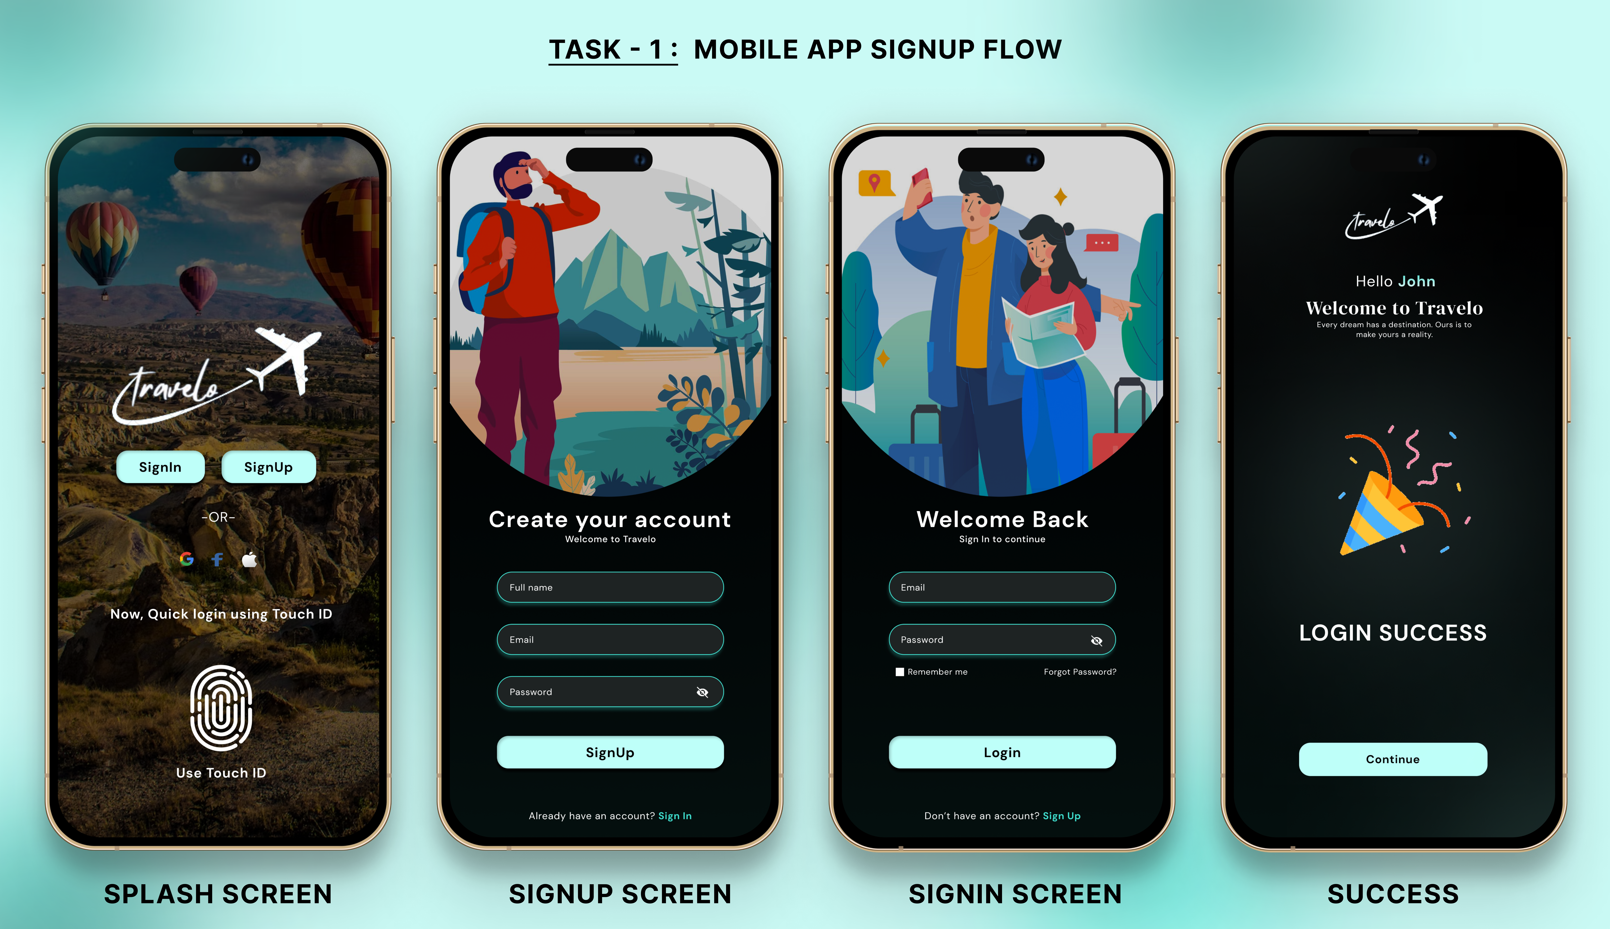 TASK - 1 : MOBILE APP SIGNUP FLOW
travelo
SignIn
SignUp
-OR-
Now, Quick login using Touch ID
Use Touch ID
SPLASH SCREEN
Create your account
Welcome to Travelo
Full name
Email
Password
SignUp
Already have an account? Sign In
SIGNUP SCREEN
Welcome Back
Sign In to continue
Email
Password
Remember me
Forgot Password?
Login
Don't have an account? Sign Up
SIGNIN SCREEN
travelo
Hello John
Welcome to Travelo
Every dream has a destination. Ours is to
make yours a reality.
LOGIN SUCCESS
Continue
SUCCESS